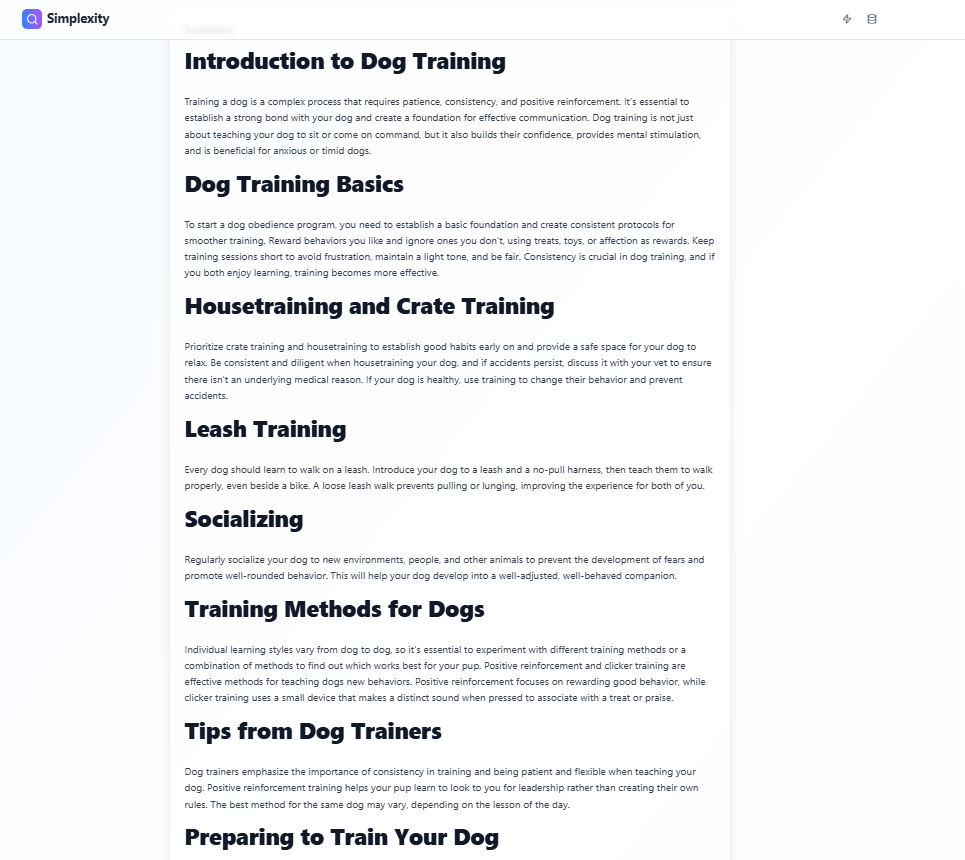 Simplexity
Summary
Introduction to Dog Training
Training a dog is a complex process that requires patience, consistency, and positive reinforcement. It's essential to
establish a strong bond with your dog and create a foundation for effective communication. Dog training is not just
about teaching your dog to sit or come on command, but it also builds their confidence, provides mental stimulation,
and is beneficial for anxious or timid dogs.
Dog Training Basics
To start a dog obedience program, you need to establish a basic foundation and create consistent protocols for
smoother training. Reward behaviors you like and ignore ones you don't, using treats, toys, or affection as rewards. Keep
training sessions short to avoid frustration, maintain a light tone, and be fair. Consistency is crucial in dog training, and if
you both enjoy learning, training becomes more effective.
Housetraining and Crate Training
Prioritize crate training and housetraining to establish good habits early on and provide a safe space for your dog to
relax. Be consistent and diligent when housetraining your dog, and if accidents persist, discuss it with your vet to ensure
there isn't an underlying medical reason. If your dog is healthy, use training to change their behavior and prevent
accidents.
Leash Training
Every dog should learn to walk on a leash. Introduce your dog to a leash and a no-pull harness, then teach them to walk
properly, even beside a bike. A loose leash walk prevents pulling or lunging, improving the experience for both of you.
Socializing
Regularly socialize your dog to new environments, people, and other animals to prevent the development of fears and
promote well-rounded behavior. This will help your dog develop into a well-adjusted, well-behaved companion.
Training Methods for Dogs
Individual learning styles vary from dog to dog, so it's essential to experiment with different training methods or a
combination of methods to find out which works best for your pup. Positive reinforcement and clicker training are
effective methods for teaching dogs new behaviors. Positive reinforcement focuses on rewarding good behavior, while
clicker training uses a small device that makes a distinct sound when pressed to associate with a treat or praise.
Tips from Dog Trainers
Dog trainers emphasize the importance of consistency in training and being patient and flexible when teaching your
dog. Positive reinforcement training helps your pup learn to look to you for leadership rather than creating their own
rules. The best method for the same dog may vary, depending on the lesson of the day.
Preparing to Train Your Dog